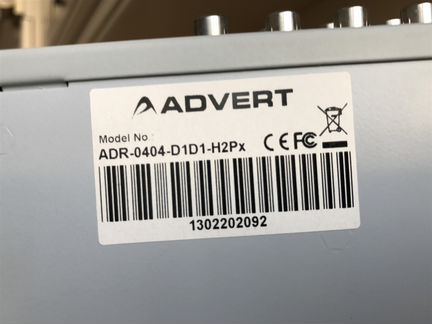 ADVERT
Model No :
ADR-0404-D1D1-H2Px
CE FC
1302202092